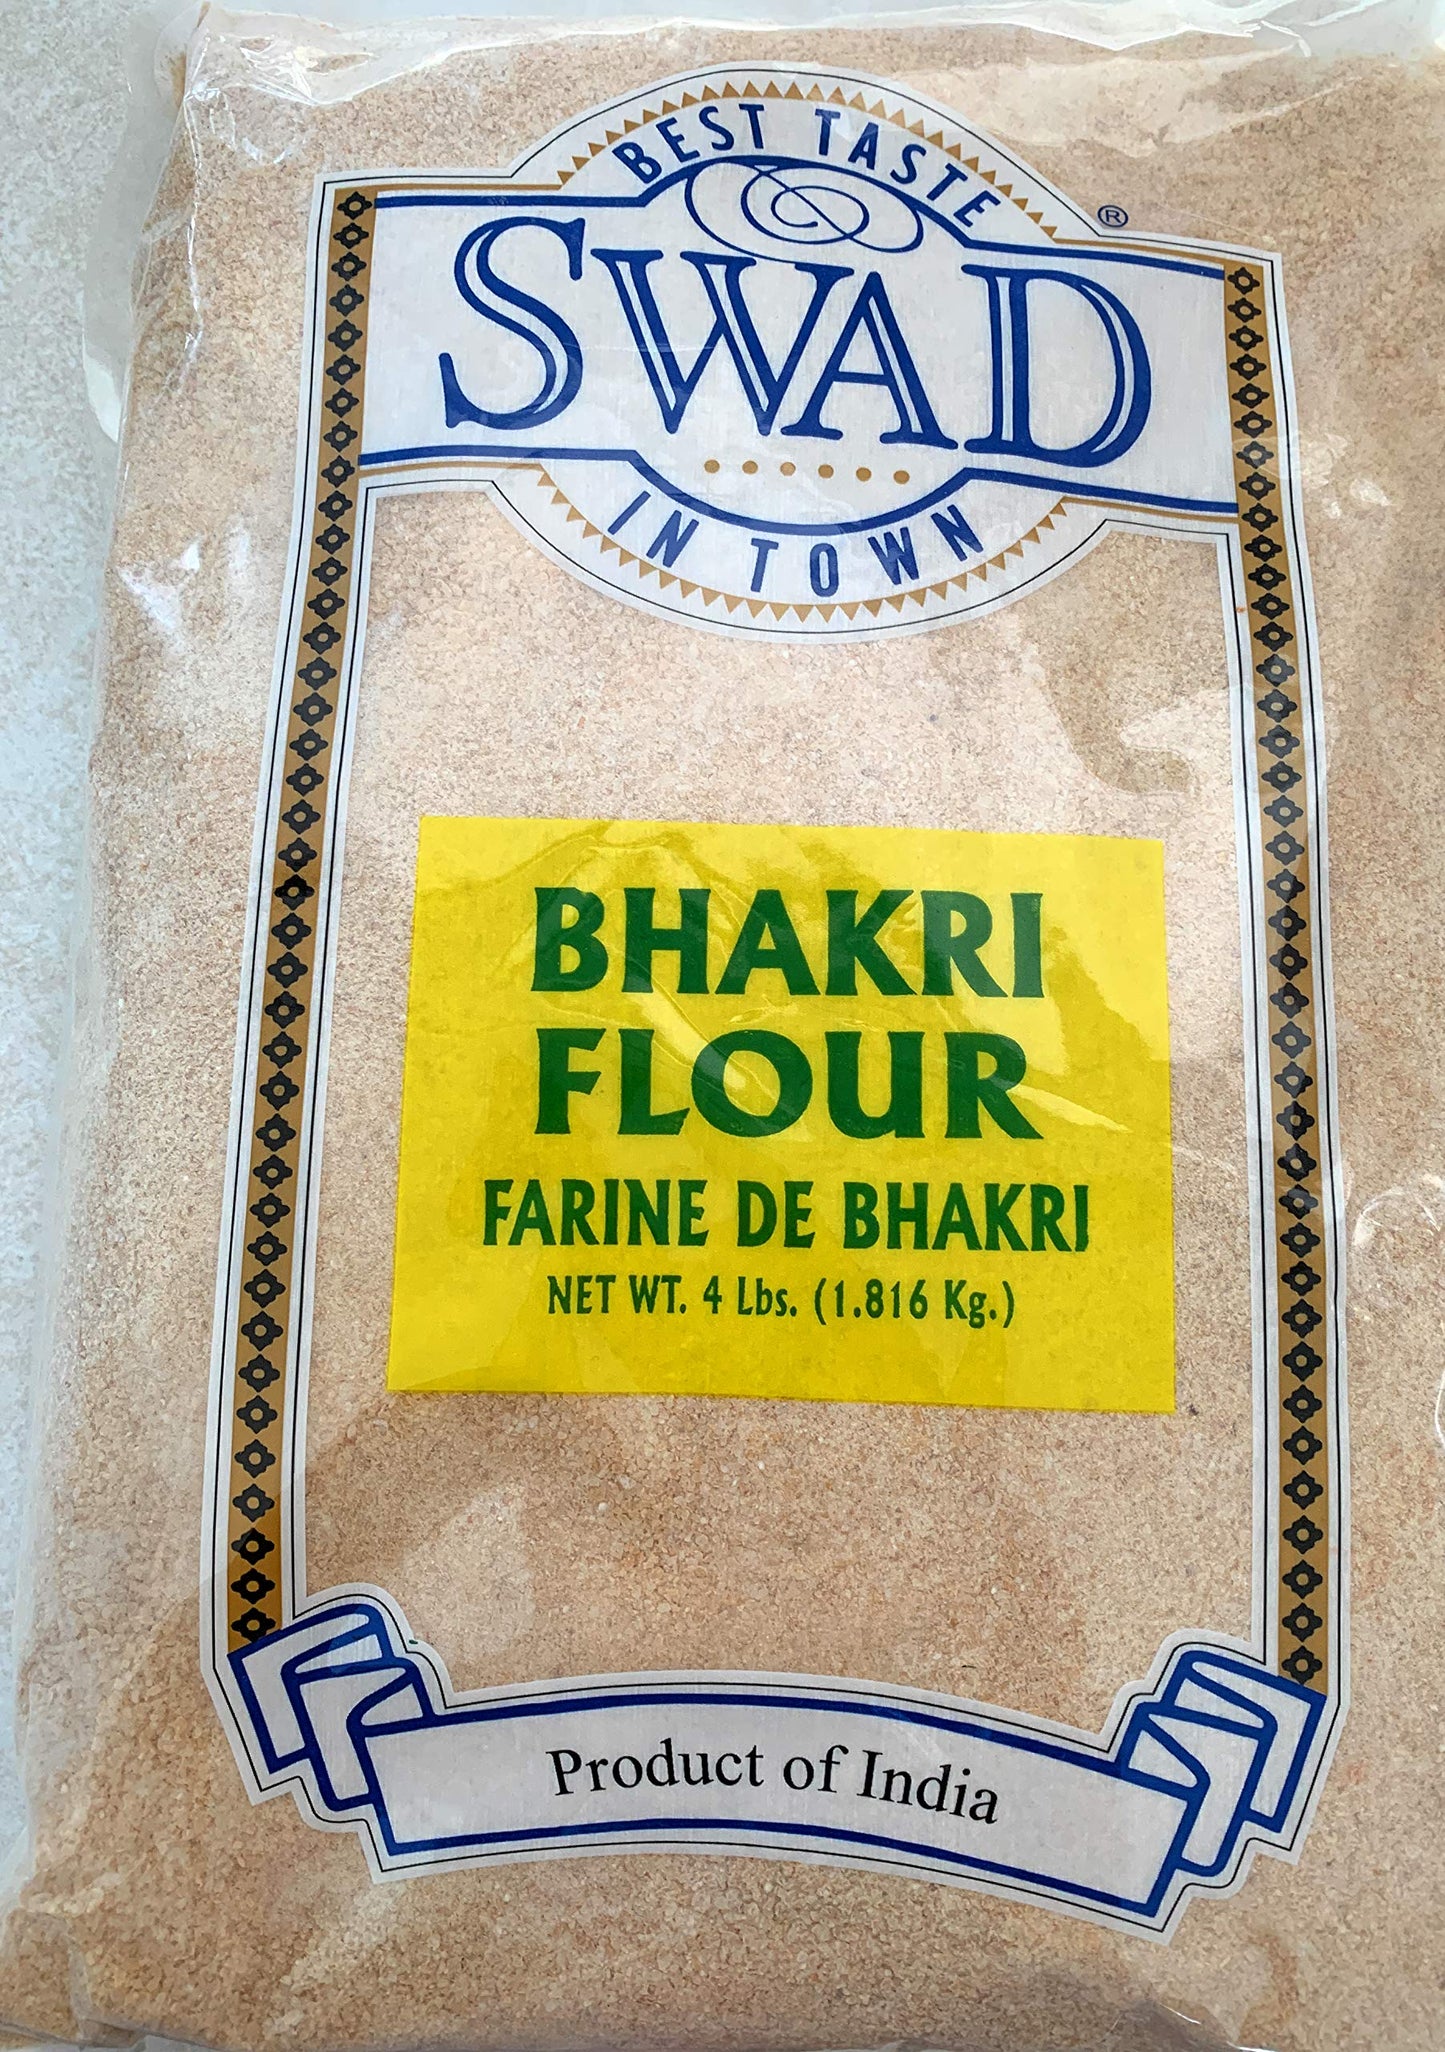 BEST TASTE
®
SWAD
IN TOWN
BHAKRI
FLOUR
FARINE DE BHAKRI
NET WT. 4 Lbs. (1.816 Kg.)
Product of India